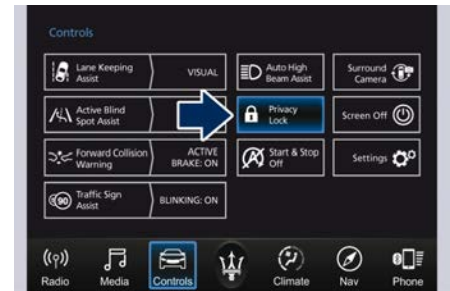 Controls
Lane Keeping
Assist
VISUAL
Auto High
Beam Assist
Surround
Camera
Active Blind
Spot Assist
Privacy
Lock
Screen Off
Forward Collision
Warning
ACTIVE
BRAKE: ON
Start & Stop
Off
Settings
90
Traffic Sign
Assist
BLINKING: ON
Radio
Media
Controls
Climate
Nav
Phone